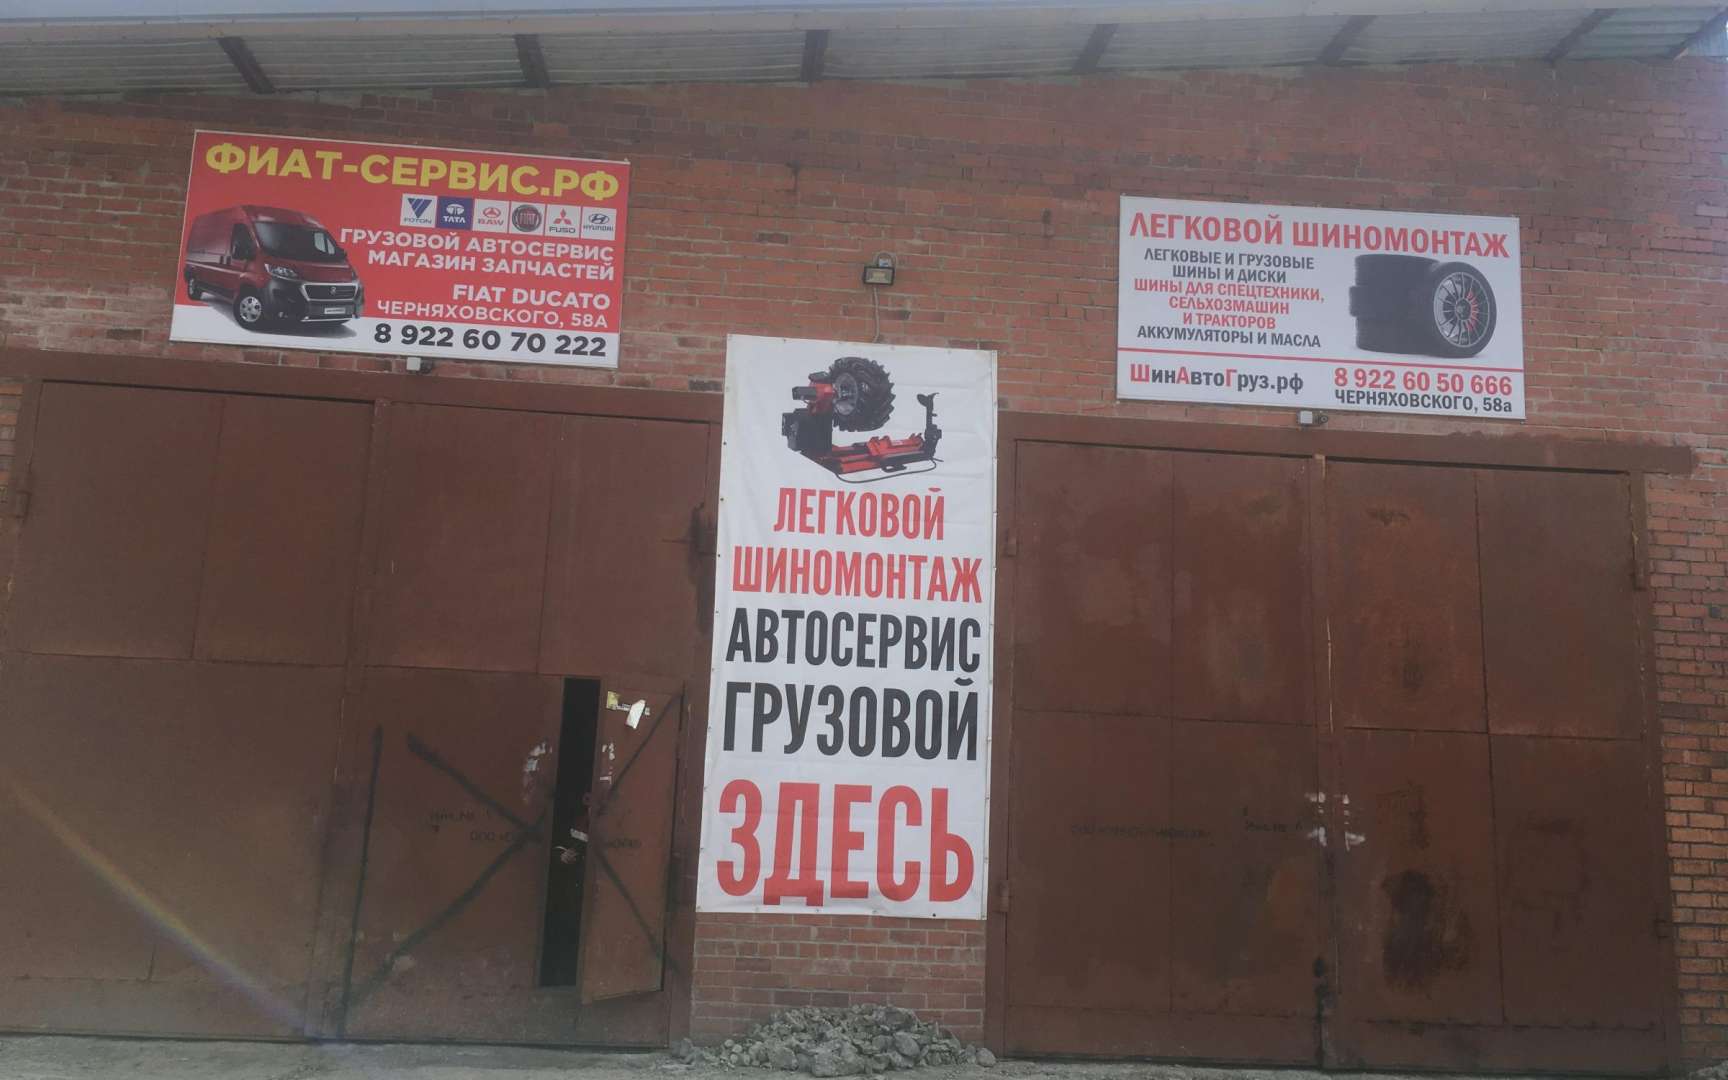 ФИАТ-СЕРВИС.РФ
FOTON TATA BAW FIAT FUSO HYUNDAI
ГРУЗОВОЙ АВТОСЕРВИС
МАГАЗИН ЗАПЧАСТЕЙ
FIAT DUCATO
ЧЕРНЯХОВСКОГО, 58А
8 922 60 70 222
ЛЕГКОВОЙ
ШИНОМОНТАЖ
АВТОСЕРВИС
ГРУЗОВОЙ
ЗДЕСЬ
ЛЕГКОВОЙ ШИНОМОНТАЖ
ЛЕГКОВЫЕ И ГРУЗОВЫЕ
ШИНЫ И ДИСКИ
ШИНЫ ДЛЯ СПЕЦТЕХНИКИ,
СЕЛЬХОЗМАШИН
И ТРАКТОРОВ
АККУМУЛЯТОРЫ И МАСЛА
ШинАвтоГруз.рф
8 922 60 50 666
ЧЕРНЯХОВСКОГО, 58а